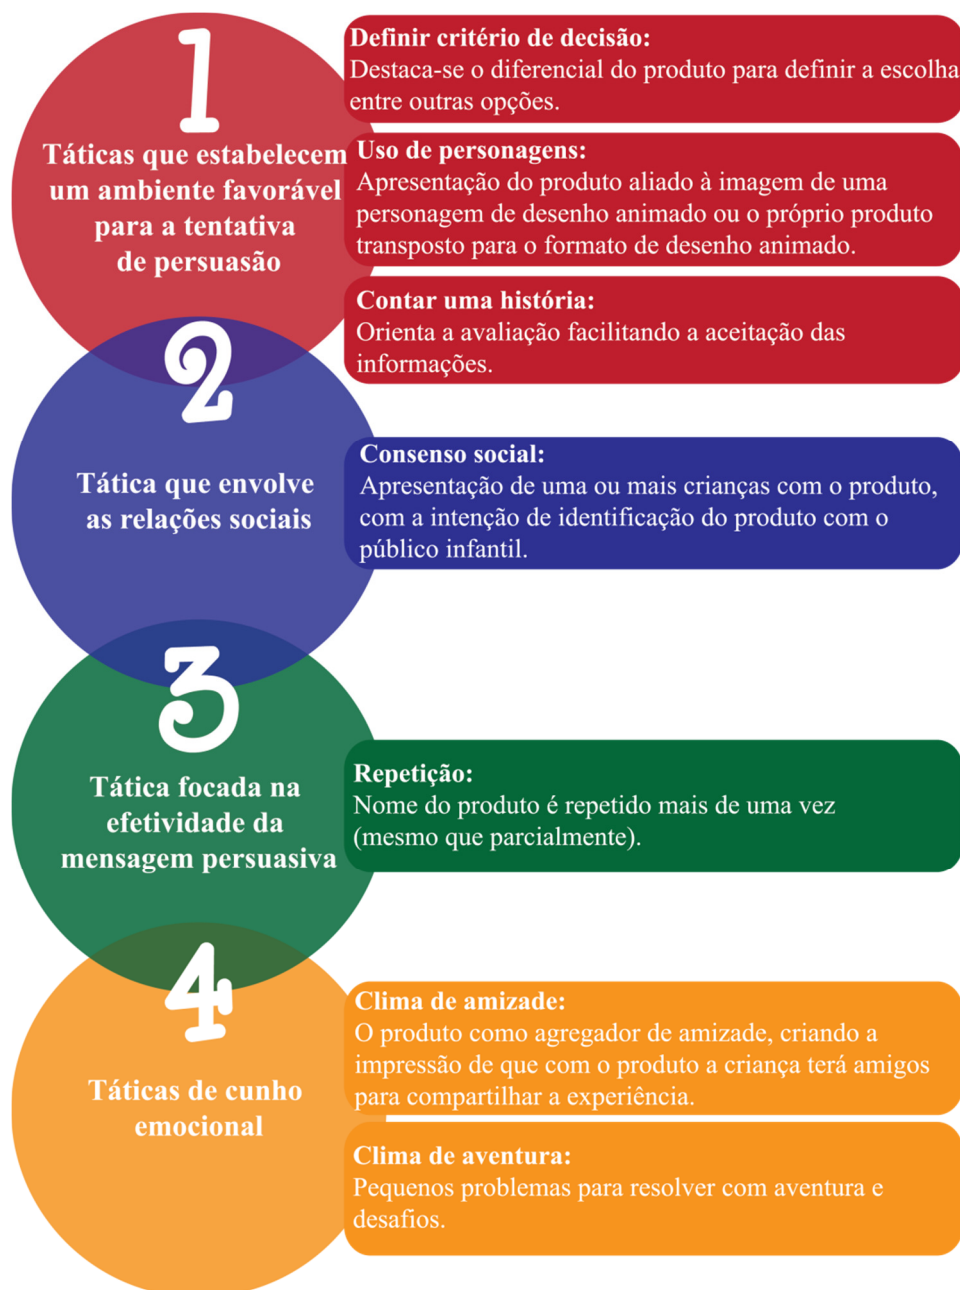 1
Táticas que estabelecem
um ambiente favorável
para a tentativa
de persuasão
Definir critério de decisão:
Destaca-se o diferencial do produto para definir a escolha
entre outras opções.
Uso de personagens:
Apresentação do produto aliado à imagem de uma
personagem de desenho animado ou o próprio produto
transposto para o formato de desenho animado.
Contar uma história:
Orienta a avaliação facilitando a aceitação das
informações.
2
Tática que envolve
as relações sociais
Consenso social:
Apresentação de uma ou mais crianças com o produto,
com a intenção de identificação do produto com o
público infantil.
3
Tática focada na
efetividade da
mensagem persuasiva
Repetição:
Nome do produto é repetido mais de uma vez
(mesmo que parcialmente).
4
Táticas de cunho
emocional
Clima de amizade:
O produto como agregador de amizade, criando a
impressão de que com o produto a criança terá amigos
para compartilhar a experiência.
Clima de aventura:
Pequenos problemas para resolver com aventura e
desafios.